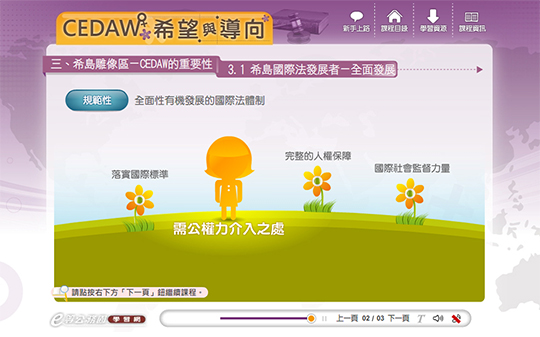 CEDAW 希望與導向
新手上路
課程目錄
學習資源
課程資訊
三、希島雕像區－CEDAW的重要性
3.1 希島國際法發展者－全面發展
規範性
全面性有機發展的國際法體制
落實國際標準
完整的人權保障
國際社會監督力量
需公權力介入之處
請點按右下方「下一頁」鈕繼續課程。
學習網
上一頁 02 / 03 下一頁 T